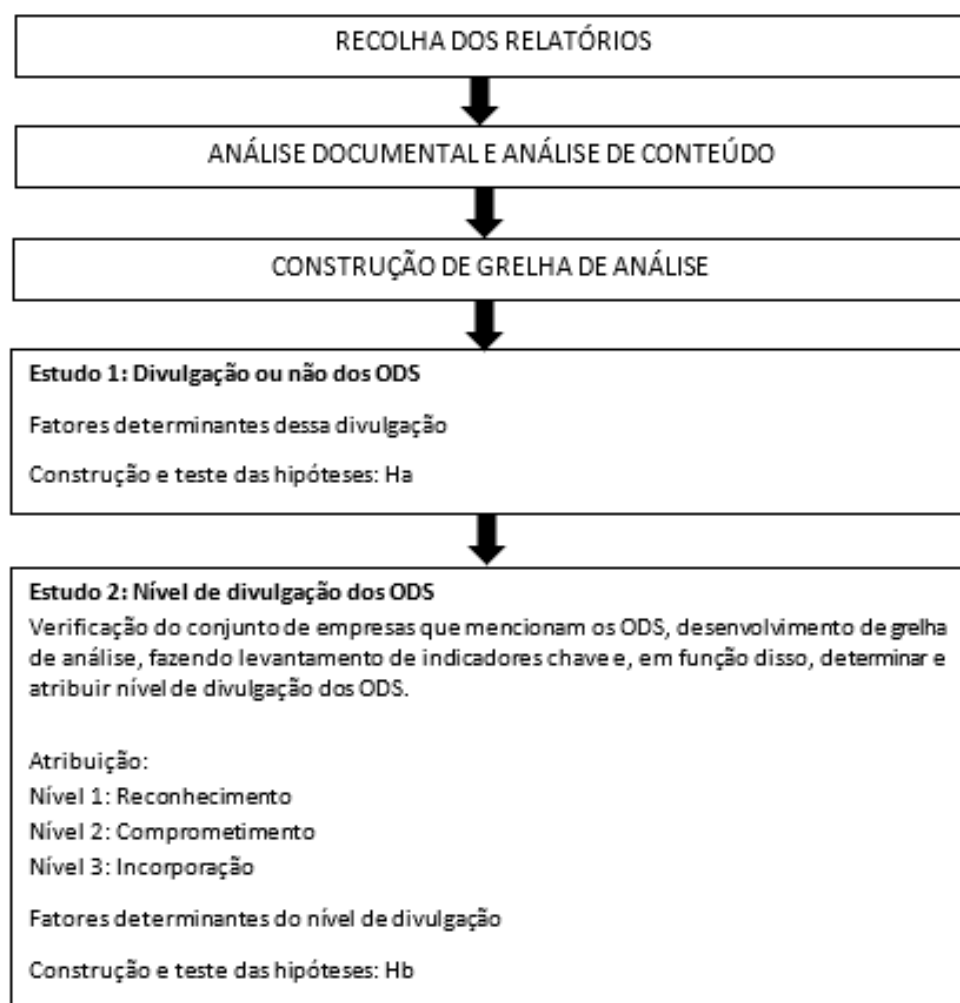 RECOLHA DOS RELATÓRIOS
ANÁLISE DOCUMENTAL E ANÁLISE DE CONTEÚDO
CONSTRUÇÃO DE GRELHA DE ANÁLISE
Estudo 1: Divulgação ou não dos ODS
Fatores determinantes dessa divulgação
Construção e teste das hipóteses: Ha
Estudo 2: Nível de divulgação dos ODS
Verificação do conjunto de empresas que mencionam os ODS, desenvolvimento de grelha
de análise, fazendo levantamento de indicadores chave e, em função disso, determinar e
atribuir nível de divulgação dos ODS.
Atribuição:
Nível 1: Reconhecimento
Nível 2: Comprometimento
Nível 3: Incorporação
Fatores determinantes do nível de divulgação
Construção e teste das hipóteses: Hb